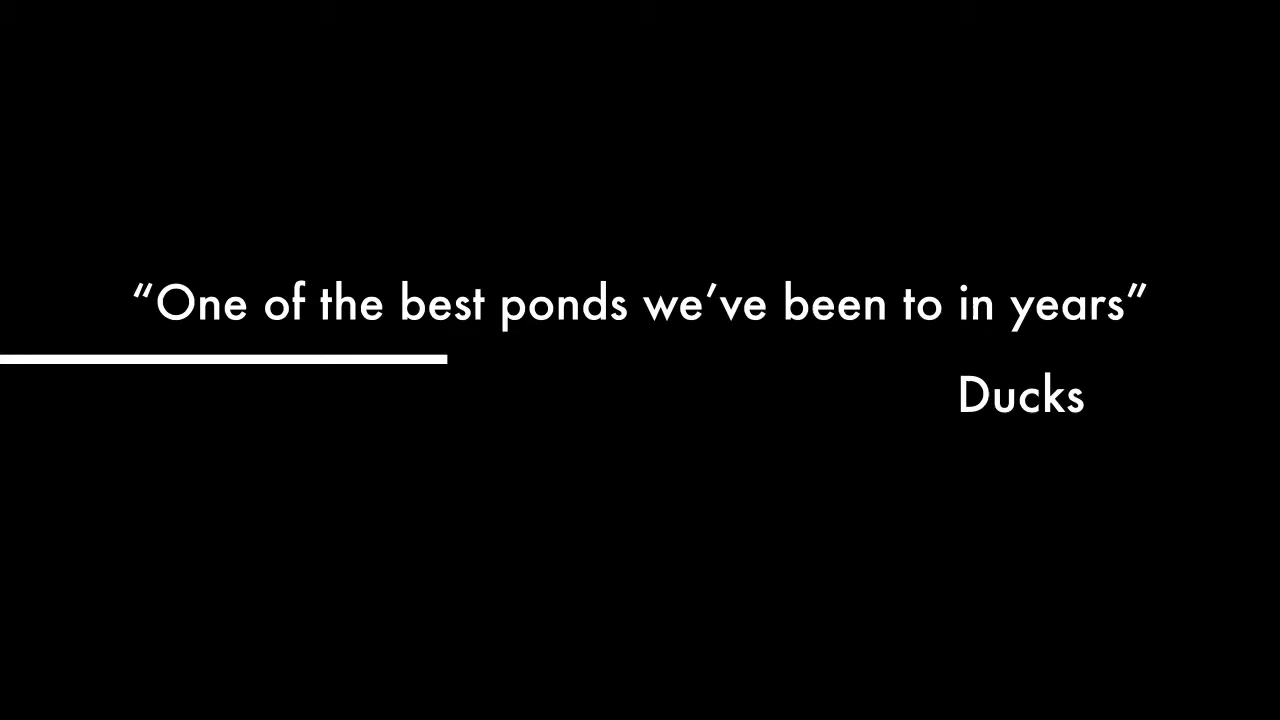 “One of the best ponds we’ve been to in years”
Ducks